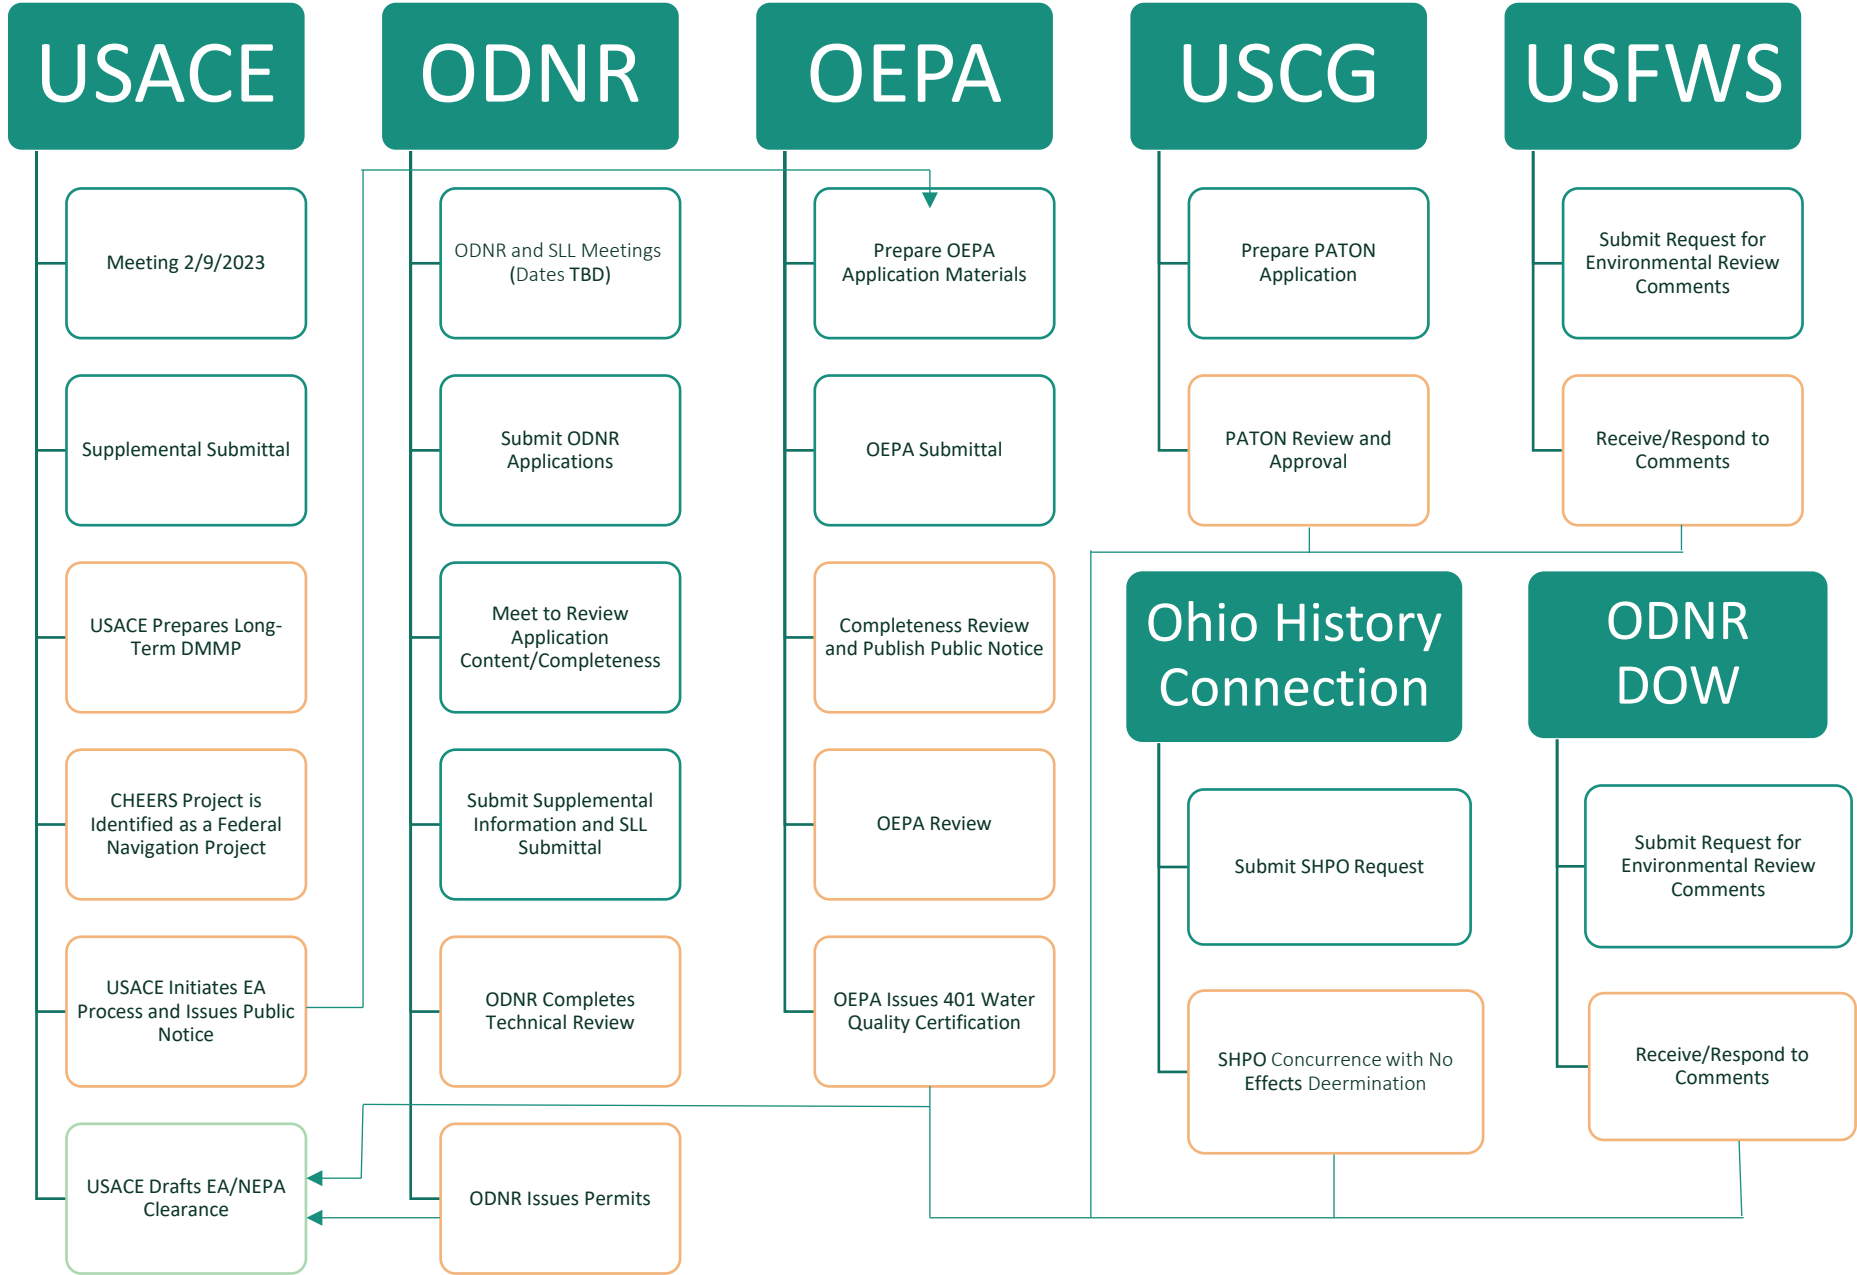 USACE
Meeting 2/9/2023
Supplemental Submittal
USACE Prepares Long-
Term DMMP
CHEERS Project is
Identified as a Federal
Navigation Project
USACE Initiates EA
Process and Issues Public
Notice
USACE Drafts EA/NEPA
Clearance
ODNR
ODNR and SLL Meetings
(Dates TBD)
Submit ODNR
Applications
Meet to Review
Application
Content/Completeness
Submit Supplemental
Information and SLL
Submittal
ODNR Completes
Technical Review
ODNR Issues Permits
OEPA
Prepare OEPA
Application Materials
OEPA Submittal
Completeness Review
and Publish Public Notice
OEPA Review
OEPA Issues 401 Water
Quality Certification
USCG
Prepare PATON
Application
PATON Review and
Approval
USFWS
Submit Request for
Environmental Review
Comments
Receive/Respond to
Comments
Ohio History
Connection
Submit SHPO Request
SHPO Concurrence with No
Effects Deermination
ODNR
DOW
Submit Request for
Environmental Review
Comments
Receive/Respond to
Comments